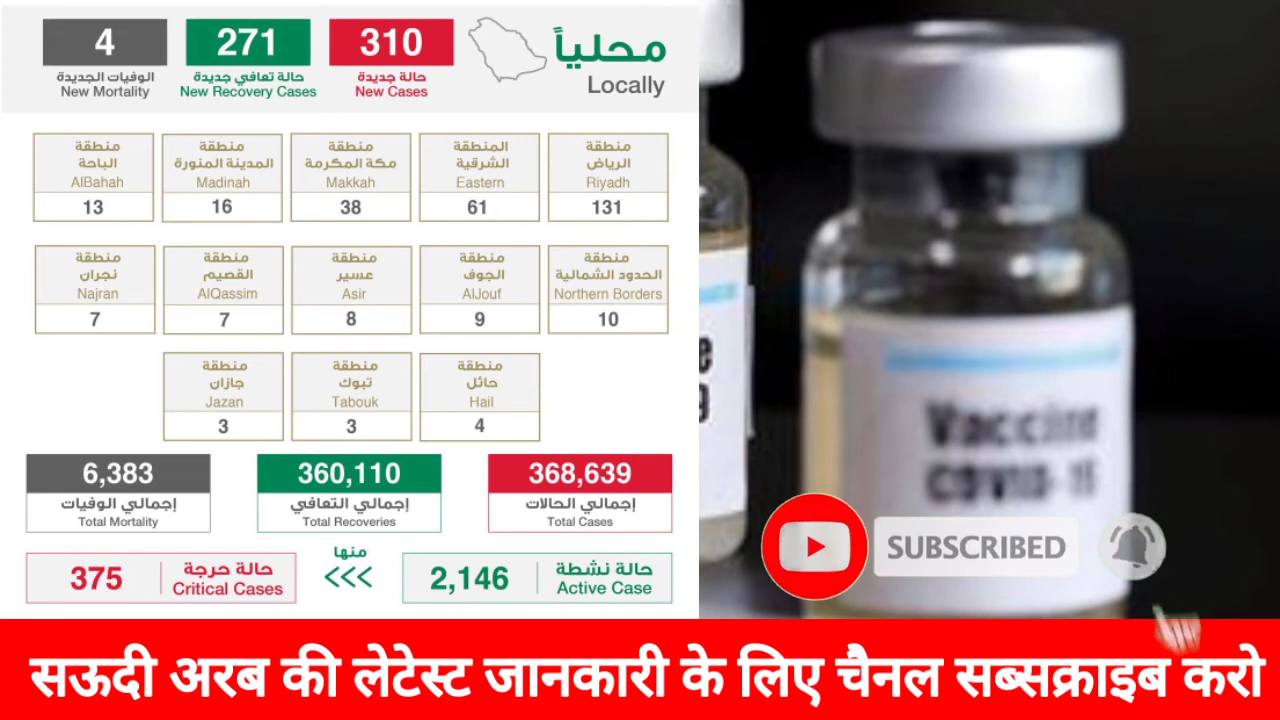 4
الوفيات الجديدة
New Mortality
271
حالة تعافي جديدة
New Recovery Cases
310
حالة جديدة
New Cases
محلياً
Locally
منطقة
الباحة
AlBahah
13
منطقة
المدينة المنورة
Madinah
16
منطقة
مكة المكرمة
Makkah
38
المنطقة
الشرقية
Eastern
61
منطقة
الرياض
Riyadh
131
منطقة
نجران
Najran
7
منطقة
القصيم
AlQassim
7
منطقة
عسير
Asir
8
منطقة
الجوف
AlJouf
9
منطقة
الحدود الشمالية
Northern Borders
10
منطقة
جازان
Jazan
3
منطقة
تبوك
Tabouk
3
منطقة
حائل
Hail
4
6,383
إجمالي الوفيات
Total Mortality
360,110
إجمالي التعافي
Total Recoveries
368,639
إجمالي الحالات
Total Cases
375
حالة حرجة
Critical Cases
منها
<<<
2,146
حالة نشطة
Active Case
Vaccine
COVID-19
SUBSCRIBED
सऊदी अरब की लेटेस्ट जानकारी के लिए चैनल सब्सक्राइब करो